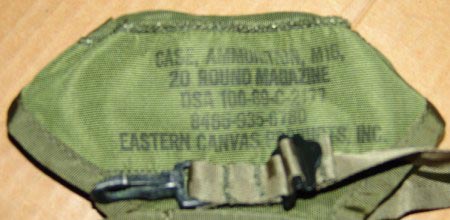 CASE, AMMUNITION, M16,
20 ROUND MAGAZINE
DSA 100-69-C-2177
8465-935-6780
EASTERN CANVAS PRODUCTS, INC.